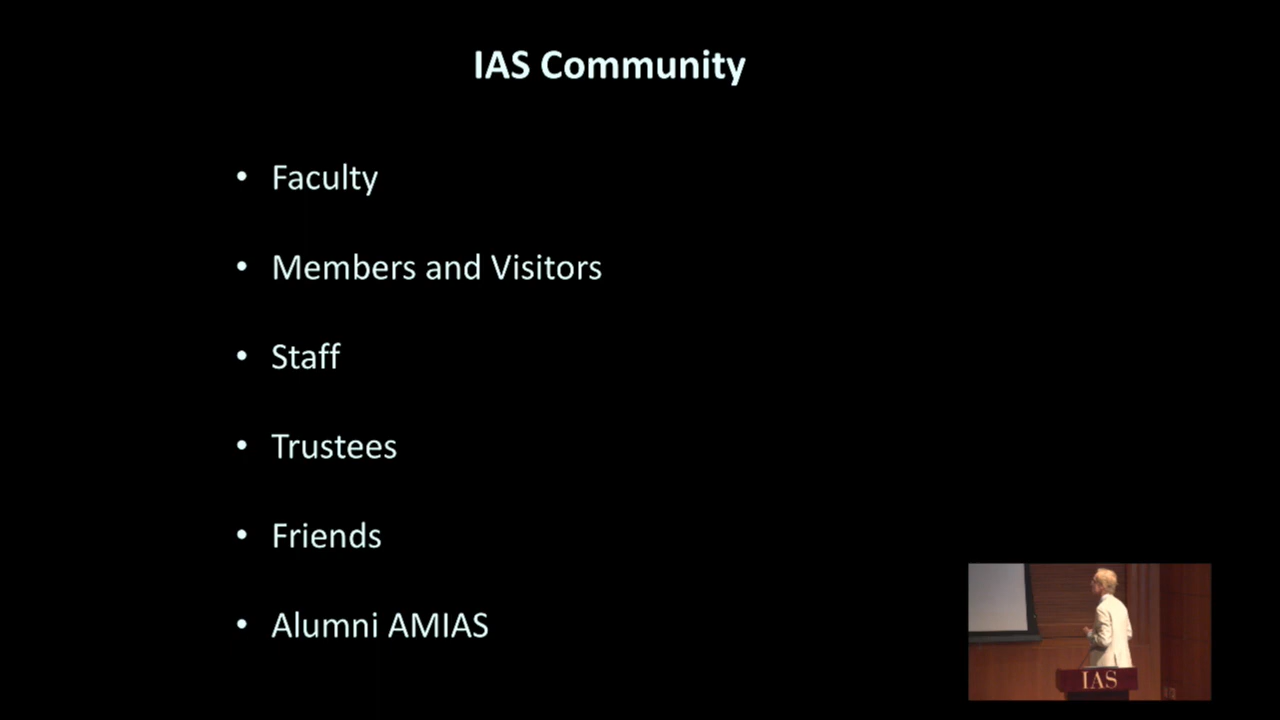 IAS Community
• Faculty
• Members and Visitors
• Staff
• Trustees
• Friends
• Alumni AMIAS
IAS